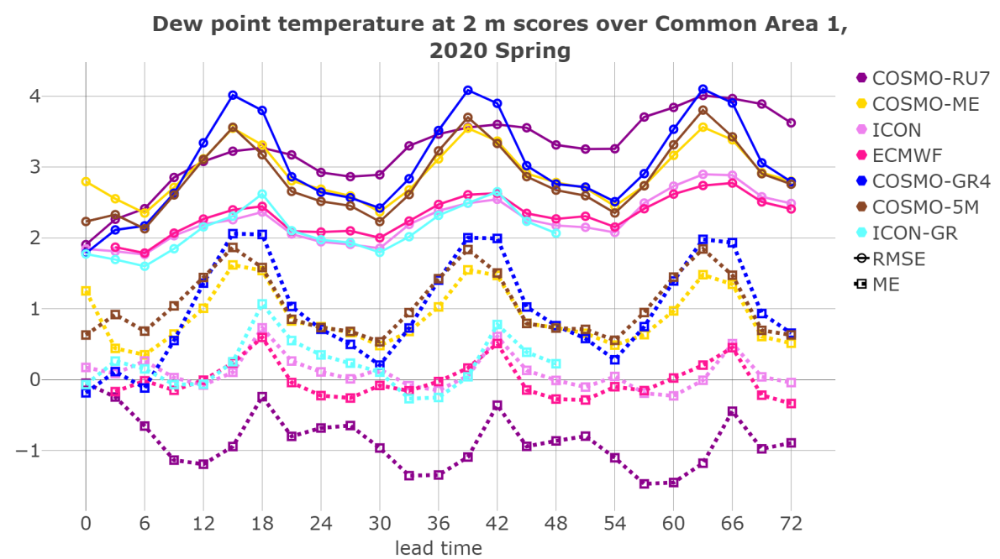 Dew point temperature at 2 m scores over Common Area 1,
2020 Spring
4
3
2
1
0
−1
0 6 12 18 24 30 36 42 48 54 60 66 72
lead time
COSMO-RU7
COSMO-ME
ICON
ECMWF
COSMO-GR4
COSMO-5M
ICON-GR
RMSE
ME